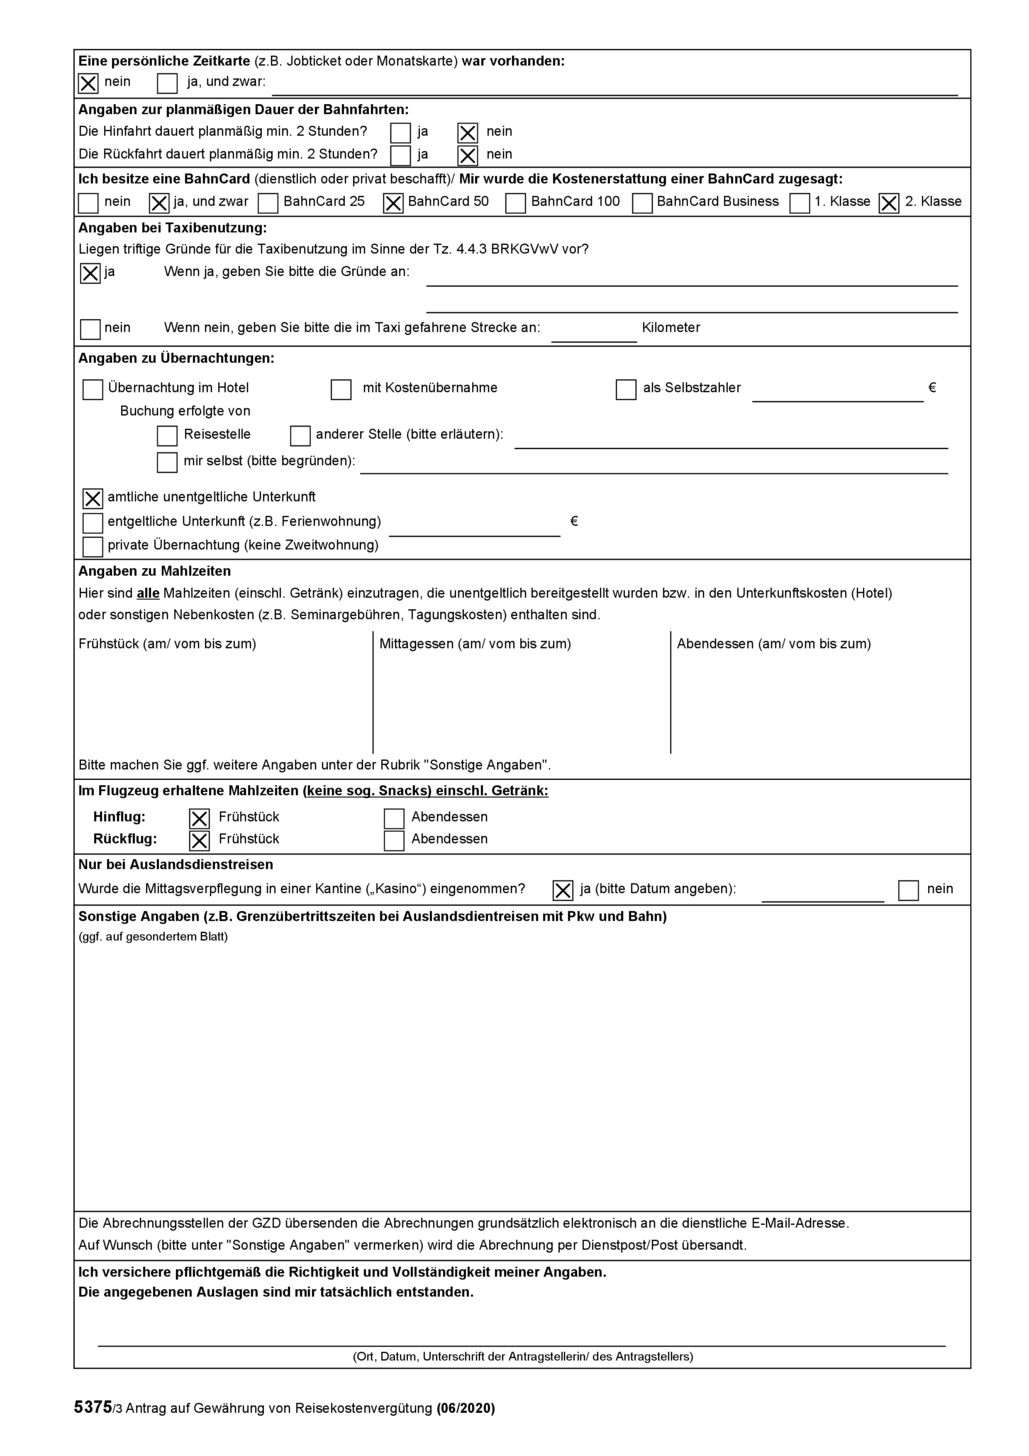 Eine persönliche Zeitkarte (z.B. Jobticket oder Monatskarte) war vorhanden:
nein ja, und zwar:
Angaben zur planmäßigen Dauer der Bahnfahrten:
Die Hinfahrt dauert planmäßig min. 2 Stunden? ja nein
Die Rückfahrt dauert planmäßig min. 2 Stunden? ja nein
Ich besitze eine BahnCard (dienstlich oder privat beschafft)/ Mir wurde die Kostenerstattung einer BahnCard zugesagt:
nein ja, und zwar BahnCard 25 BahnCard 50 BahnCard 100 BahnCard Business 1. Klasse 2. Klasse
Angaben bei Taxibenutzung:
Liegen triftige Gründe für die Taxibenutzung im Sinne der Tz. 4.4.3 BRKGVwV vor?
ja Wenn ja, geben Sie bitte die Gründe an:
nein Wenn nein, geben Sie bitte die im Taxi gefahrene Strecke an: Kilometer
Angaben zu Übernachtungen:
Übernachtung im Hotel mit Kostenübernahme als Selbstzahler €
Buchung erfolgte von
Reisestelle anderer Stelle (bitte erläutern):
mir selbst (bitte begründen):
amtliche unentgeltliche Unterkunft
entgeltliche Unterkunft (z.B. Ferienwohnung) €
private Übernachtung (keine Zweitwohnung)
Angaben zu Mahlzeiten
Hier sind alle Mahlzeiten (einschl. Getränk) einzutragen, die unentgeltlich bereitgestellt wurden bzw. in den Unterkunftskosten (Hotel)
oder sonstigen Nebenkosten (z.B. Seminargebühren, Tagungskosten) enthalten sind.
Frühstück (am/ vom bis zum) Mittagessen (am/ vom bis zum) Abendessen (am/ vom bis zum)
Bitte machen Sie ggf. weitere Angaben unter der Rubrik "Sonstige Angaben".
Im Flugzeug erhaltene Mahlzeiten (keine sog. Snacks) einschl. Getränk:
Hinflug: Frühstück Abendessen
Rückflug: Frühstück Abendessen
Nur bei Auslandsdienstreisen
Wurde die Mittagsverpflegung in einer Kantine („Kasino“) eingenommen? ja (bitte Datum angeben): nein
Sonstige Angaben (z.B. Grenzübertrittszeiten bei Auslandsdientreisen mit Pkw und Bahn)
(ggf. auf gesondertem Blatt)
Die Abrechnungsstellen der GZD übersenden die Abrechnungen grundsätzlich elektronisch an die dienstliche E-Mail-Adresse.
Auf Wunsch (bitte unter "Sonstige Angaben" vermerken) wird die Abrechnung per Dienstpost/Post übersandt.
Ich versichere pflichtgemäß die Richtigkeit und Vollständigkeit meiner Angaben.
Die angegebenen Auslagen sind mir tatsächlich entstanden.
(Ort, Datum, Unterschrift der Antragstellerin/ des Antragstellers)
5375/3 Antrag auf Gewährung von Reisekostenvergütung (06/2020)